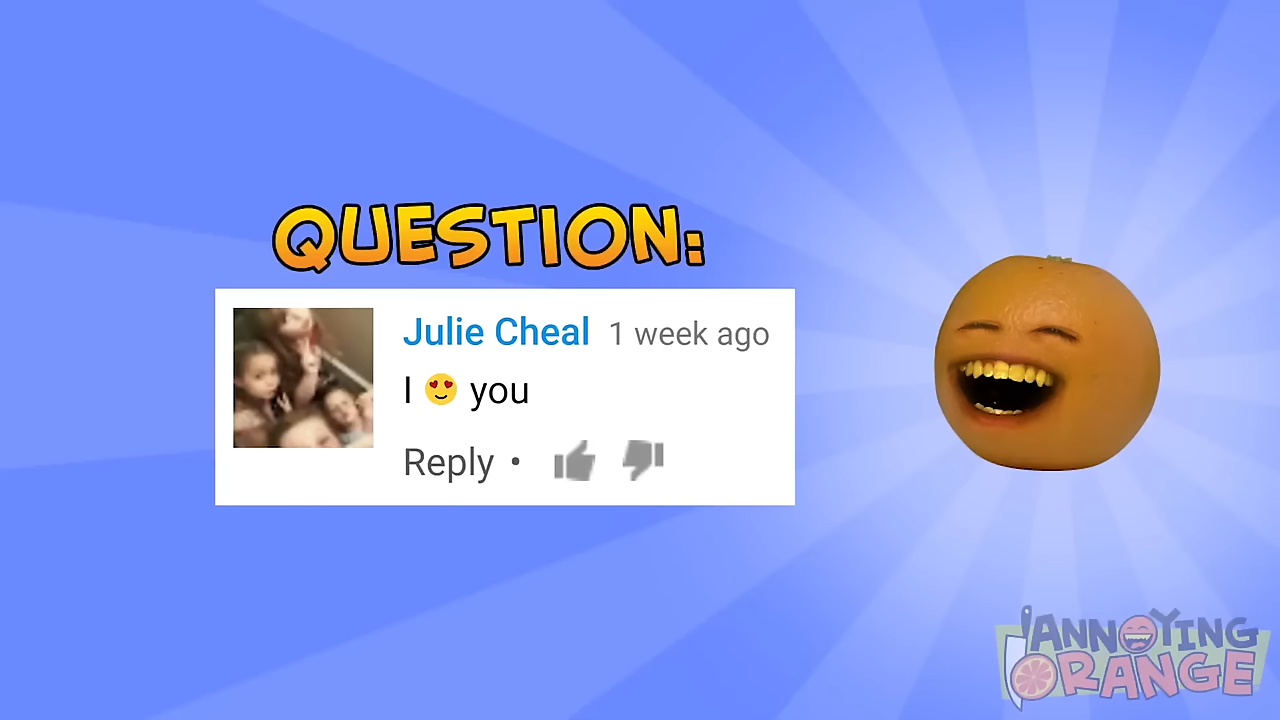 QUESTION:
Julie Cheal 1 week ago
I 😍 you
Reply •
ANNOYING
ORANGE